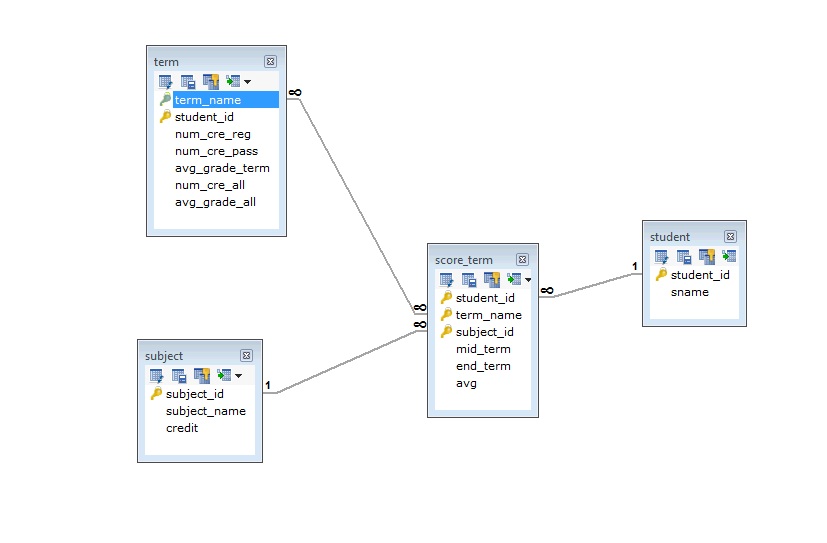 term
term_name
student_id
num_cre_reg
num_cre_pass
avg_grade_term
num_cre_all
avg_grade_all
∞
score_term
student_id
term_name
subject_id
mid_term
end_term
avg
∞
∞
∞
student
student_id
sname
1
subject
subject_id
subject_name
credit
1